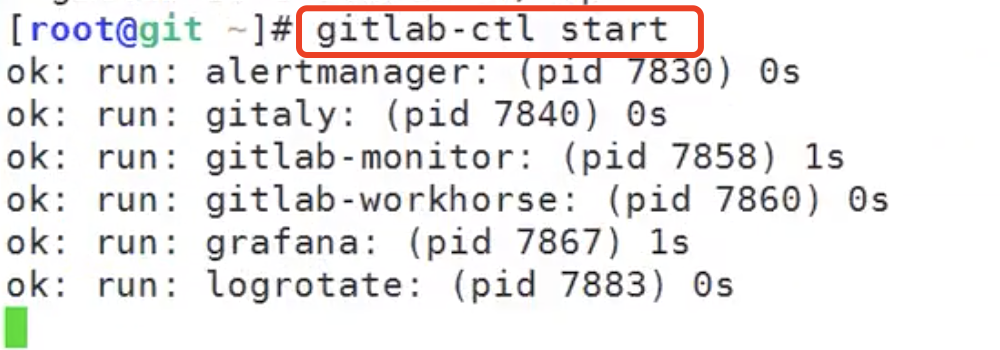 [root@git ~]# gitlab-ctl start
ok: run: alertmanager: (pid 7830) 0s
ok: run: gitaly: (pid 7840) 0s
ok: run: gitlab-monitor: (pid 7858) 1s
ok: run: gitlab-workhorse: (pid 7860) 0s
ok: run: grafana: (pid 7867) 1s
ok: run: logrotate: (pid 7883) 0s